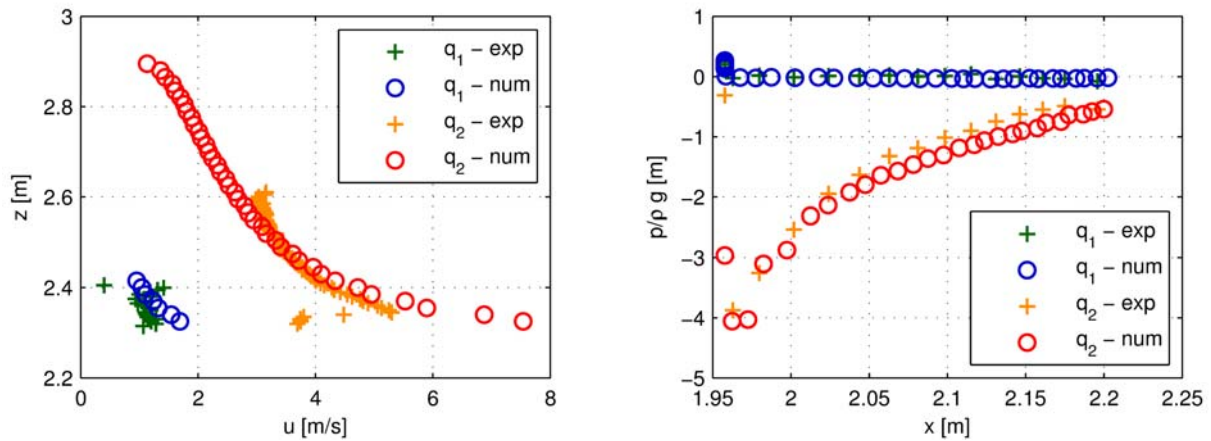 3
2.8
2.6
2.4
2.2
z [m]
0 2 4 6 8
u [m/s]
q1 – exp
q1 – num
q2 – exp
q2 – num
1
0
−1
−2
−3
−4
−5
p/ρ g [m]
1.95 2 2.05 2.1 2.15 2.2 2.25
x [m]
q1 – exp
q1 – num
q2 – exp
q2 – num